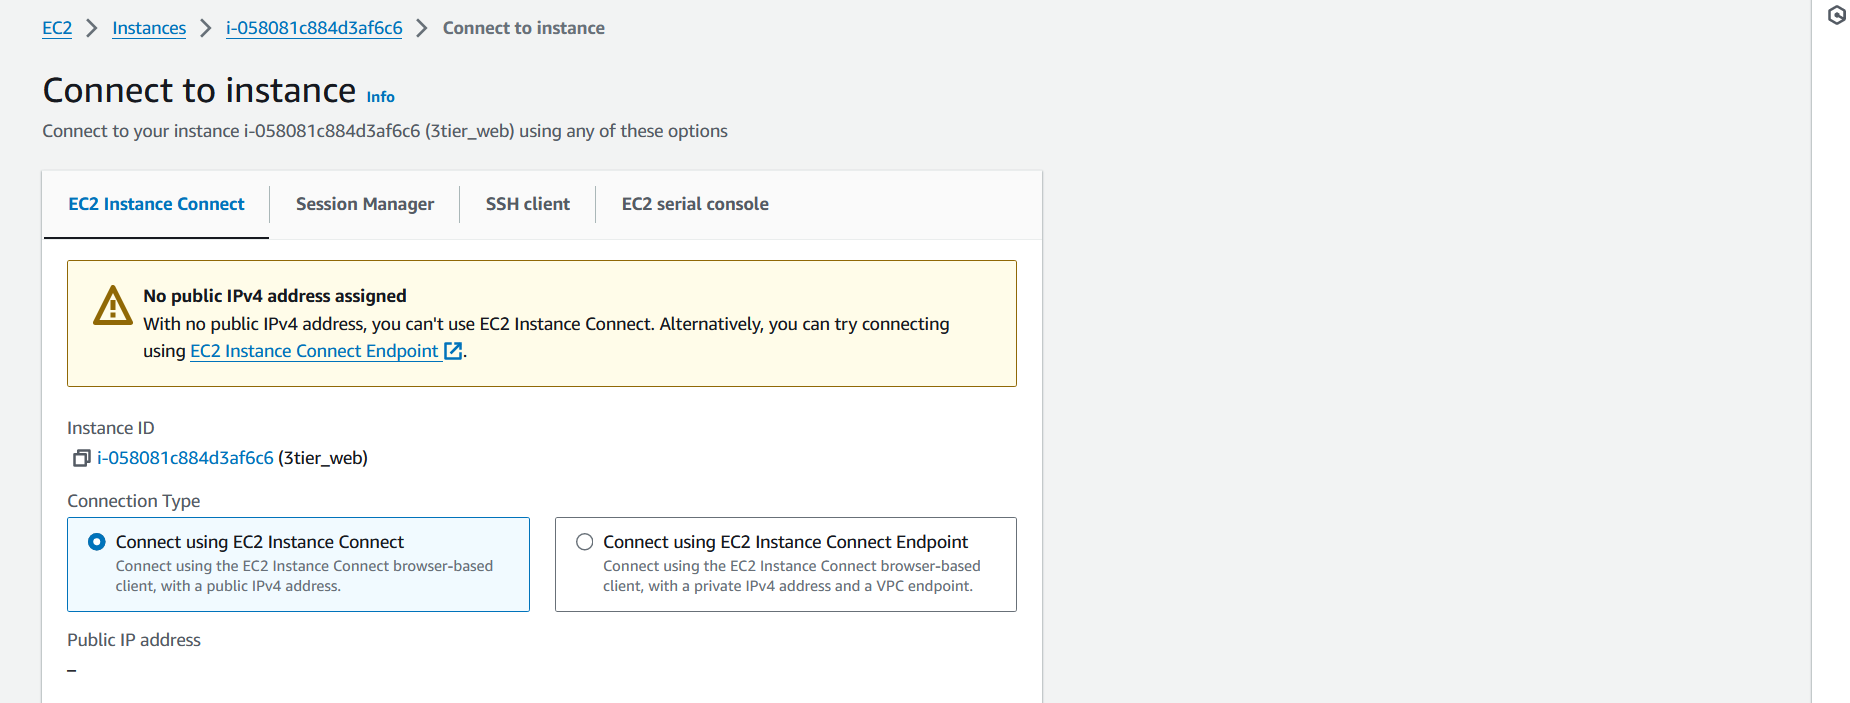 EC2 > Instances > i-058081c884d3af6c6 > Connect to instance
Connect to instance Info
Connect to your instance i-058081c884d3af6c6 (3tier_web) using any of these options
EC2 Instance Connect Session Manager SSH client EC2 serial console
No public IPv4 address assigned
With no public IPv4 address, you can't use EC2 Instance Connect. Alternatively, you can try connecting
using EC2 Instance Connect Endpoint.
Instance ID
i-058081c884d3af6c6 (3tier_web)
Connection Type
Connect using EC2 Instance Connect
Connect using the EC2 Instance Connect browser-based
client, with a public IPv4 address.
Connect using EC2 Instance Connect Endpoint
Connect using the EC2 Instance Connect browser-based
client, with a private IPv4 address and a VPC endpoint.
Public IP address
–